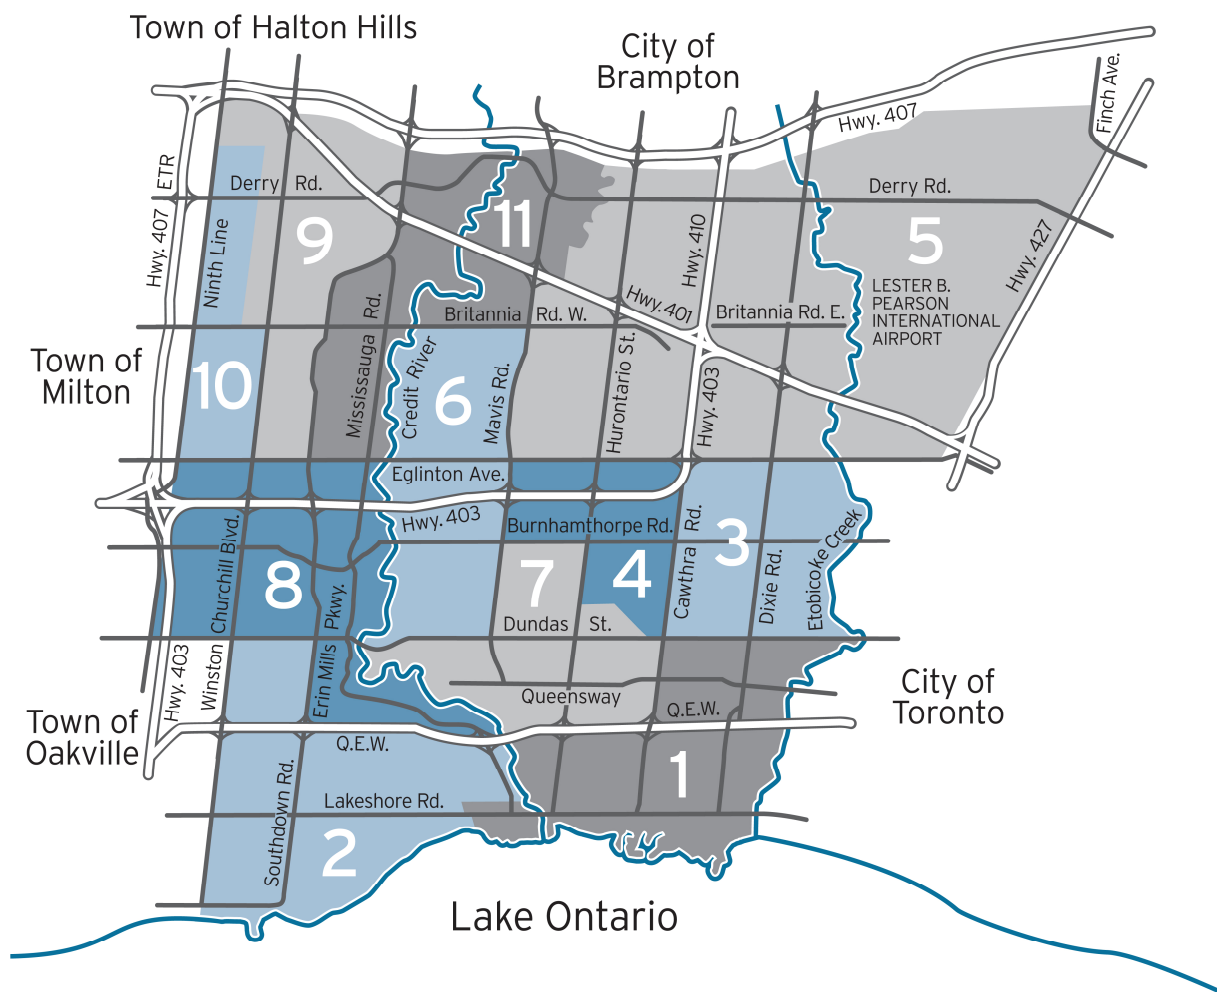 Town of Halton Hills
City of
Brampton
Finch Ave.
Hwy. 407
ETR
Derry Rd.
Derry Rd.
Hwy. 407
Ninth Line
9
11
Hwy. 410
5
Hwy. 427
LESTER B.
PEARSON
INTERNATIONAL
AIRPORT
Hwy. 401
Britannia Rd. W.
Britannia Rd. E.
Mississauga Rd.
Town of
Milton
10
Credit River
6
Mavis Rd.
Hurontario St.
Hwy. 403
Eglinton Ave.
Hwy. 403
Burnhamthorpe Rd.
Winston Churchill Blvd.
8
Erin Mills Pkwy.
7
4
Cawthra Rd.
3
Dixie Rd.
Etobicoke Creek
Dundas St.
Hwy. 403
City of
Toronto
Queensway
Q.E.W.
Town of
Oakville
Q.E.W.
1
Southdown Rd.
Lakeshore Rd.
2
Lake Ontario